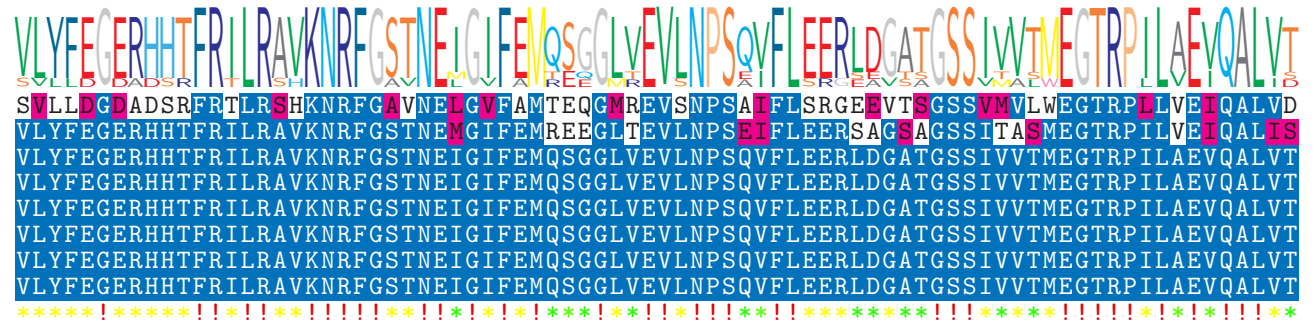 VLYFEGERHHTFRILRAVKNRFGSTNEIGIFEMQSGGLVEVLNPSQVFLEERLDGATGSSIVVTMEGTRPILAEVQALVT
SVLLDGDADSRFRTLRSHKNRFGAVNELGVFAMTEQGMREVSNPSAIFLSRGEEVTSGSSVMVLWEGTRPLLVEIQALVD
VLYFEGERHHTFRILRAVKNRFGSTNEMGIFEMREEGLTEVLNPSEIFLEERSAGSAGSSITASMEGTRPILVEIQALIS
VLYFEGERHHTFRILRAVKNRFGSTNEIGIFEMQSGGLVEVLNPSQVFLEERLDGATGSSIVVTMEGTRPILAEVQALVT
VLYFEGERHHTFRILRAVKNRFGSTNEIGIFEMQSGGLVEVLNPSQVFLEERLDGATGSSIVVTMEGTRPILAEVQALVT
VLYFEGERHHTFRILRAVKNRFGSTNEIGIFEMQSGGLVEVLNPSQVFLEERLDGATGSSIVVTMEGTRPILAEVQALVT
VLYFEGERHHTFRILRAVKNRFGSTNEIGIFEMQSGGLVEVLNPSQVFLEERLDGATGSSIVVTMEGTRPILAEVQALVT
VLYFEGERHHTFRILRAVKNRFGSTNEIGIFEMQSGGLVEVLNPSQVFLEERLDGATGSSIVVTMEGTRPILAEVQALVT
VLYFEGERHHTFRILRAVKNRFGSTNEIGIFEMQSGGLVEVLNPSQVFLEERLDGATGSSIVVTMEGTRPILAEVQALVT
*****!*****!!*!!**!!!!!**!!*!*!*!***!**!!*!!!**!!********!!!*****!!!!!*!*!*!!!**